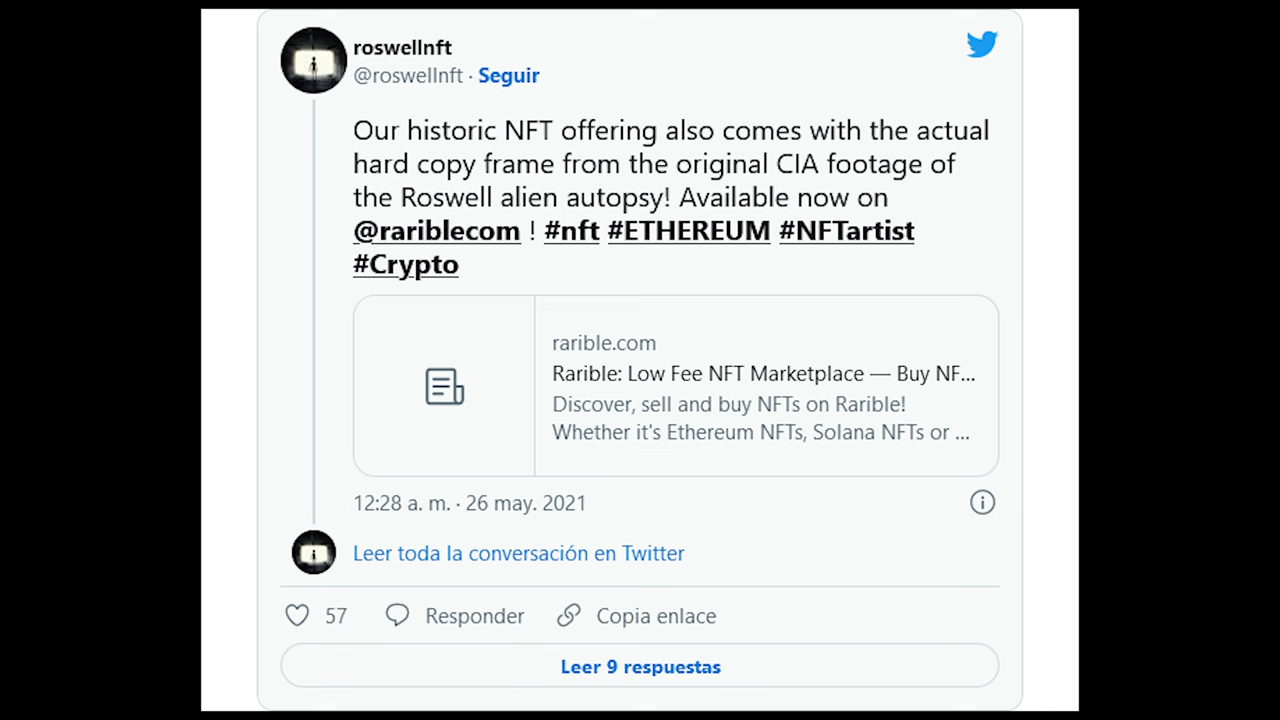 roswellnft
@roswellnft · Seguir
Our historic NFT offering also comes with the actual
hard copy frame from the original CIA footage of
the Roswell alien autopsy! Available now on
@rariblecom ! #nft #ETHEREUM #NFTartist
#Crypto
rarible.com
Rarible: Low Fee NFT Marketplace — Buy NF...
Discover, sell and buy NFTs on Rarible!
Whether it's Ethereum NFTs, Solana NFTs or ...
12:28 a. m. · 26 may. 2021
Leer toda la conversación en Twitter
57 Responder Copia enlace
Leer 9 respuestas